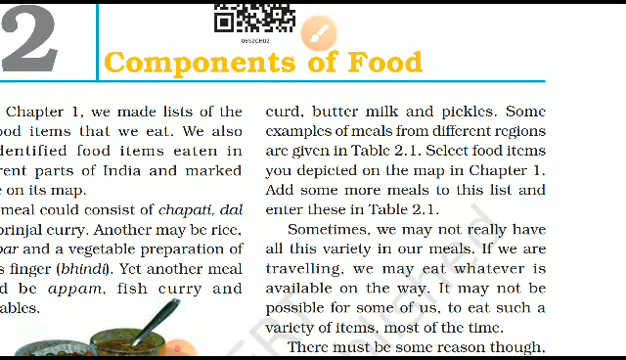 2
0652CH02
Components of Food
Chapter 1, we made lists of the
food items that we eat. We also
identified food items eaten in
rent parts of India and marked
on its map.
meal could consist of chapati, dal
brinjal curry. Another may be rice,
bar and a vegetable preparation of
s finger (bhindi). Yet another meal
d be appam, fish curry and
ables.
curd, butter milk and pickles. Some
examples of meals from different regions
are given in Table 2.1. Select food items
you depicted on the map in Chapter 1.
Add some more meals to this list and
enter these in Table 2.1.
Sometimes, we may not really have
all this variety in our meals. If we are
travelling, we may eat whatever is
available on the way. It may not be
possible for some of us, to eat such a
variety of items, most of the time.
There must be some reason though,